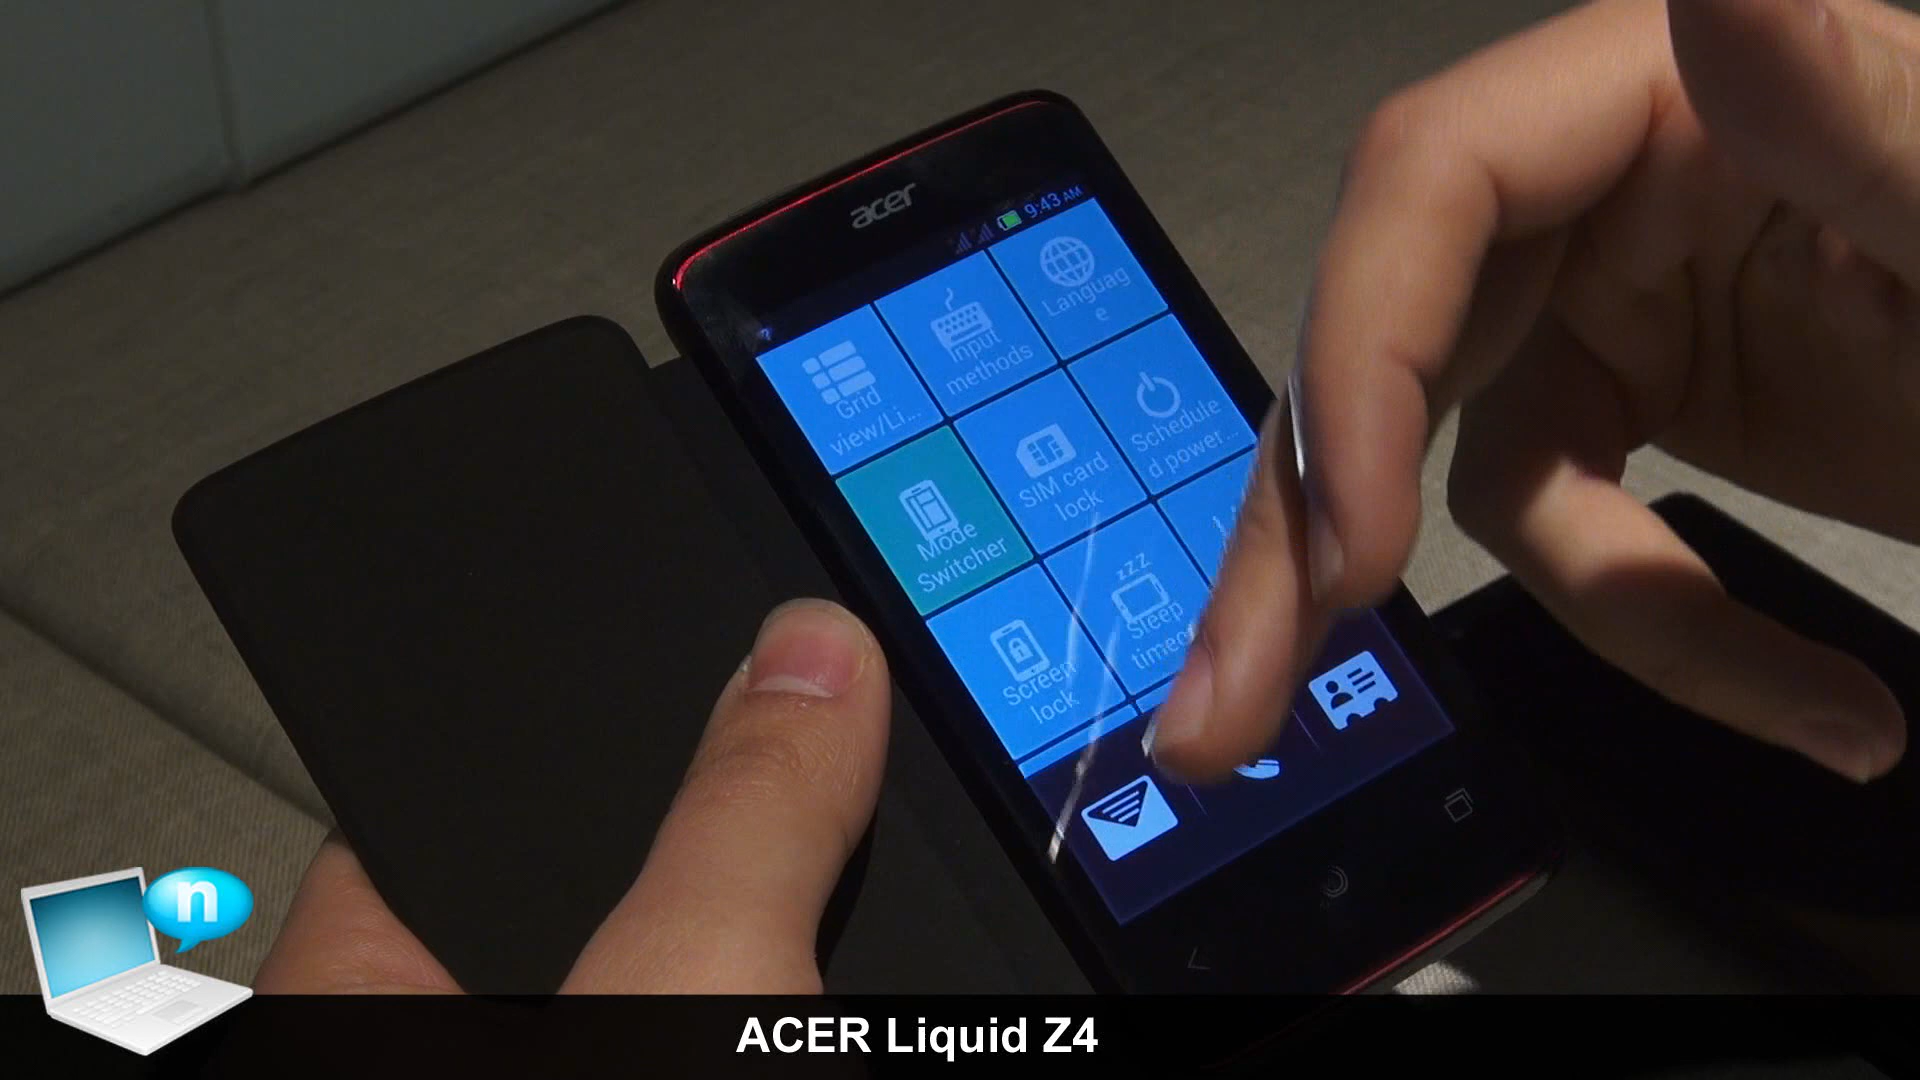 acer
9:43 AM
Grid
view/Li...
Input
methods
Languag
e
Mode
Switcher
SIM card
lock
Schedule
d power...
Screen
lock
zzz
Sleep
n
ACER Liquid Z4